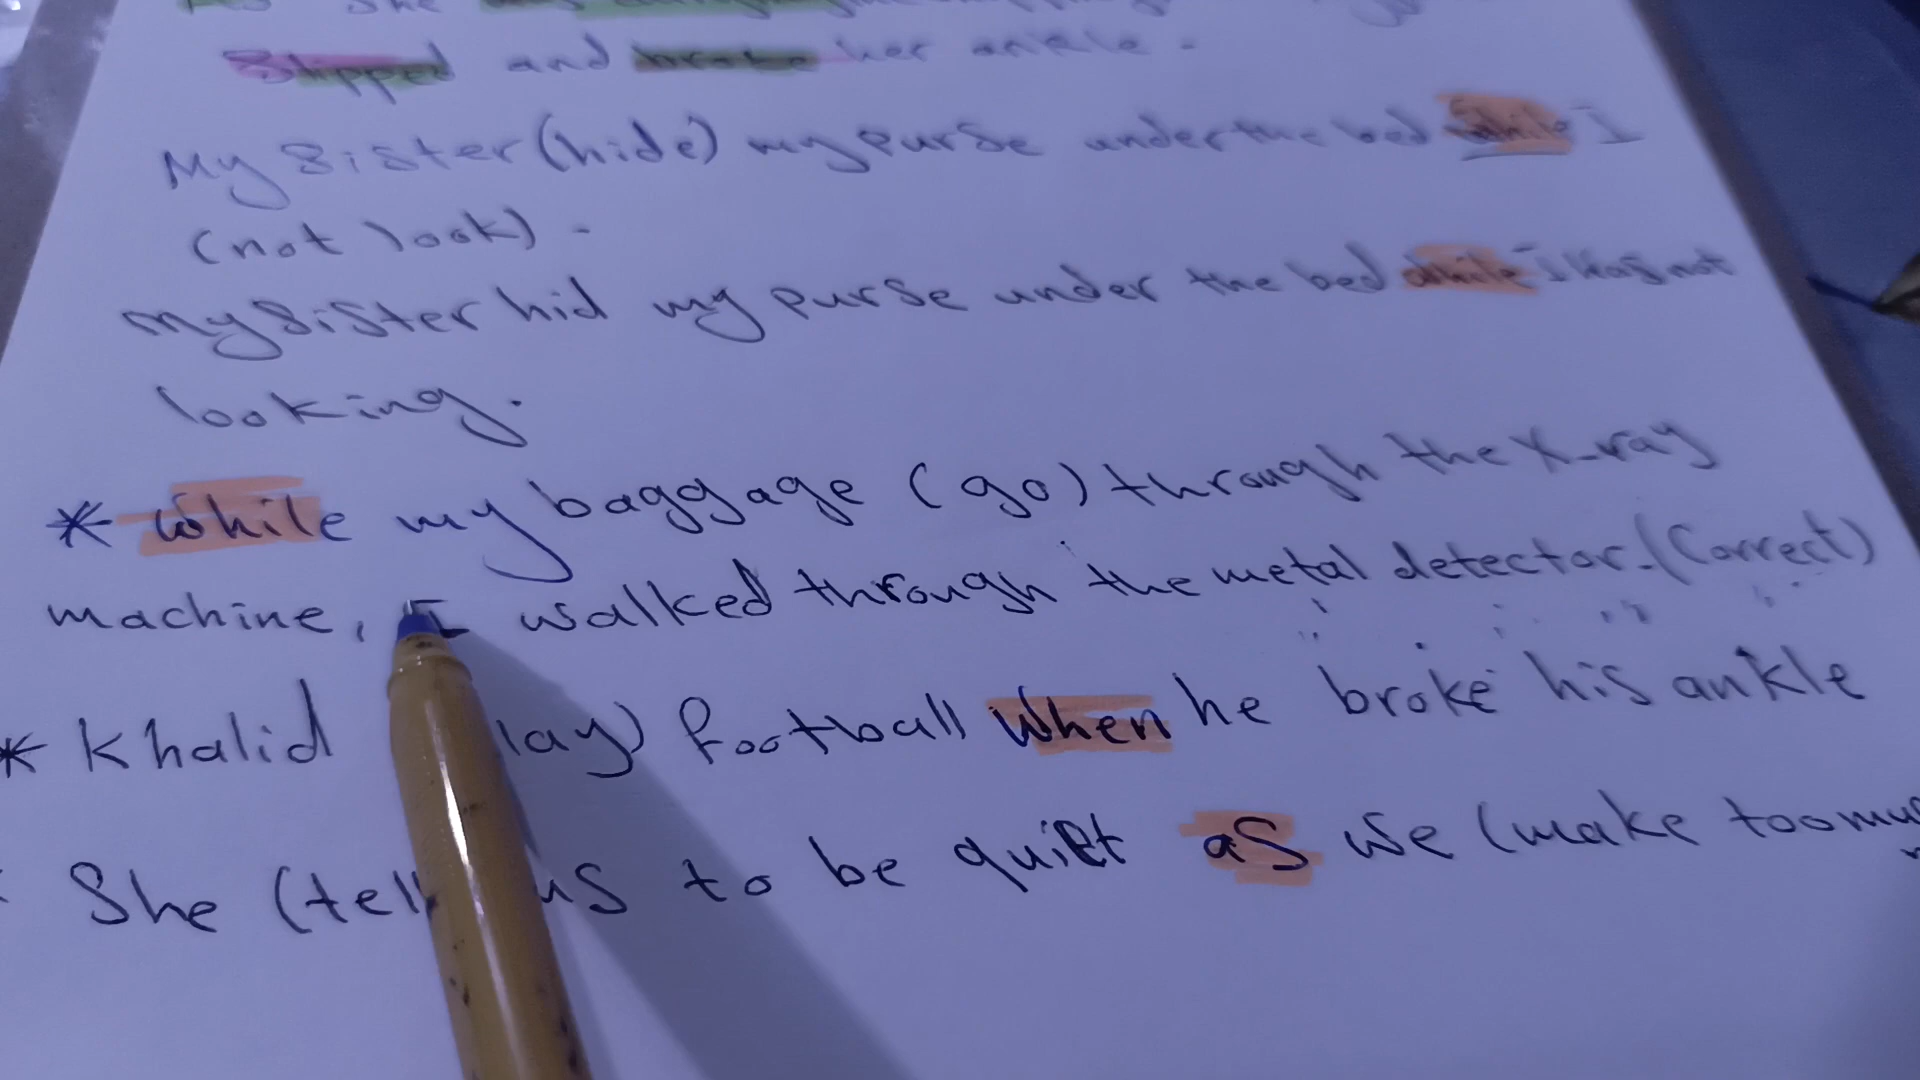 She
Slipped and broke her ankle.
My Sister (hide) my purse under the bed while I
(not look).
my Sister hid my purse under the bed while I was not
looking.
* while my baggage (go) through the X-ray
machine, I walked through the metal detector. (Correct)
* Khalid lay) football when he broke his ankle
She (tell us to be quiet as we (make too mu